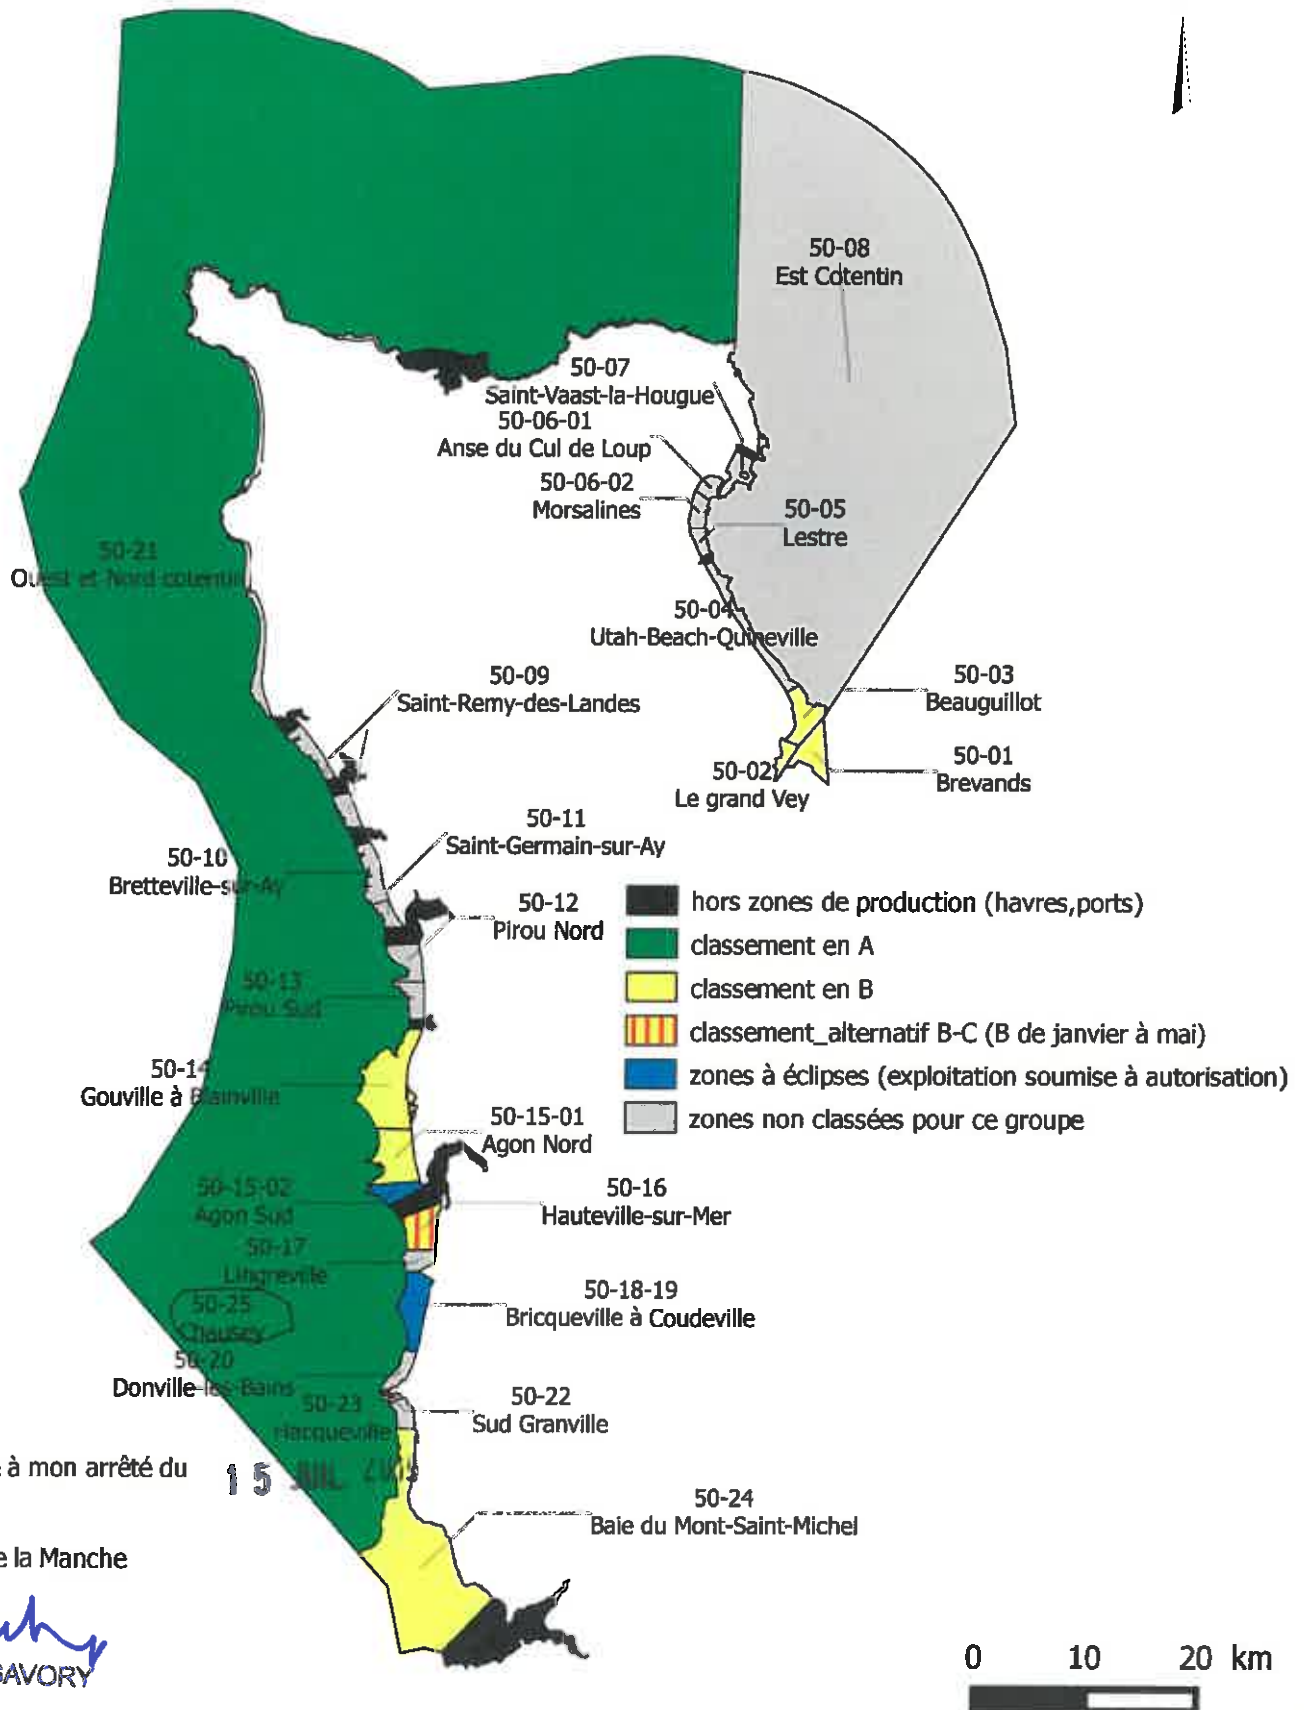 50-08
Est Cotentin
50-07
Saint-Vaast-la-Hougue
50-06-01
Anse du Cul de Loup
50-06-02
Morsalines
50-05
Lestre
50-21
Ouest et Nord cotentin
50-04
Utah-Beach-Quineville
50-09
Saint-Remy-des-Landes
50-03
Beauguillot
50-02
Le grand Vey
50-01
Brevands
50-11
Saint-Germain-sur-Ay
50-10
Bretteville-sur-Ay
50-12
Pirou Nord
hors zones de production (havres,ports)
classement en A
classement en B
classement_alternatif B-C (B de janvier à mai)
zones à éclipses (exploitation soumise à autorisation)
zones non classées pour ce groupe
50-13
Pirou Sud
50-14
Gouville à Blainville
50-15-01
Agon Nord
50-15-02
Agon Sud
50-16
Hauteville-sur-Mer
50-17
Lingreville
50-25
Chausey
50-18-19
Bricqueville à Coudeville
50-20
Donville-les-Bains
50-23
Hacqueville
50-22
Sud Granville
à mon arrêté du 15 JUIL
50-24
Baie du Mont-Saint-Michel
la Manche
SAVORY
0 10 20 km